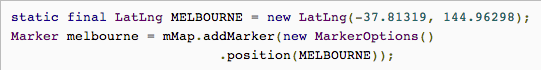 static final LatLng MELBOURNE = new LatLng(-37.81319, 144.96298);
Marker melbourne = mMap.addMarker(new MarkerOptions()
                          .position(MELBOURNE));